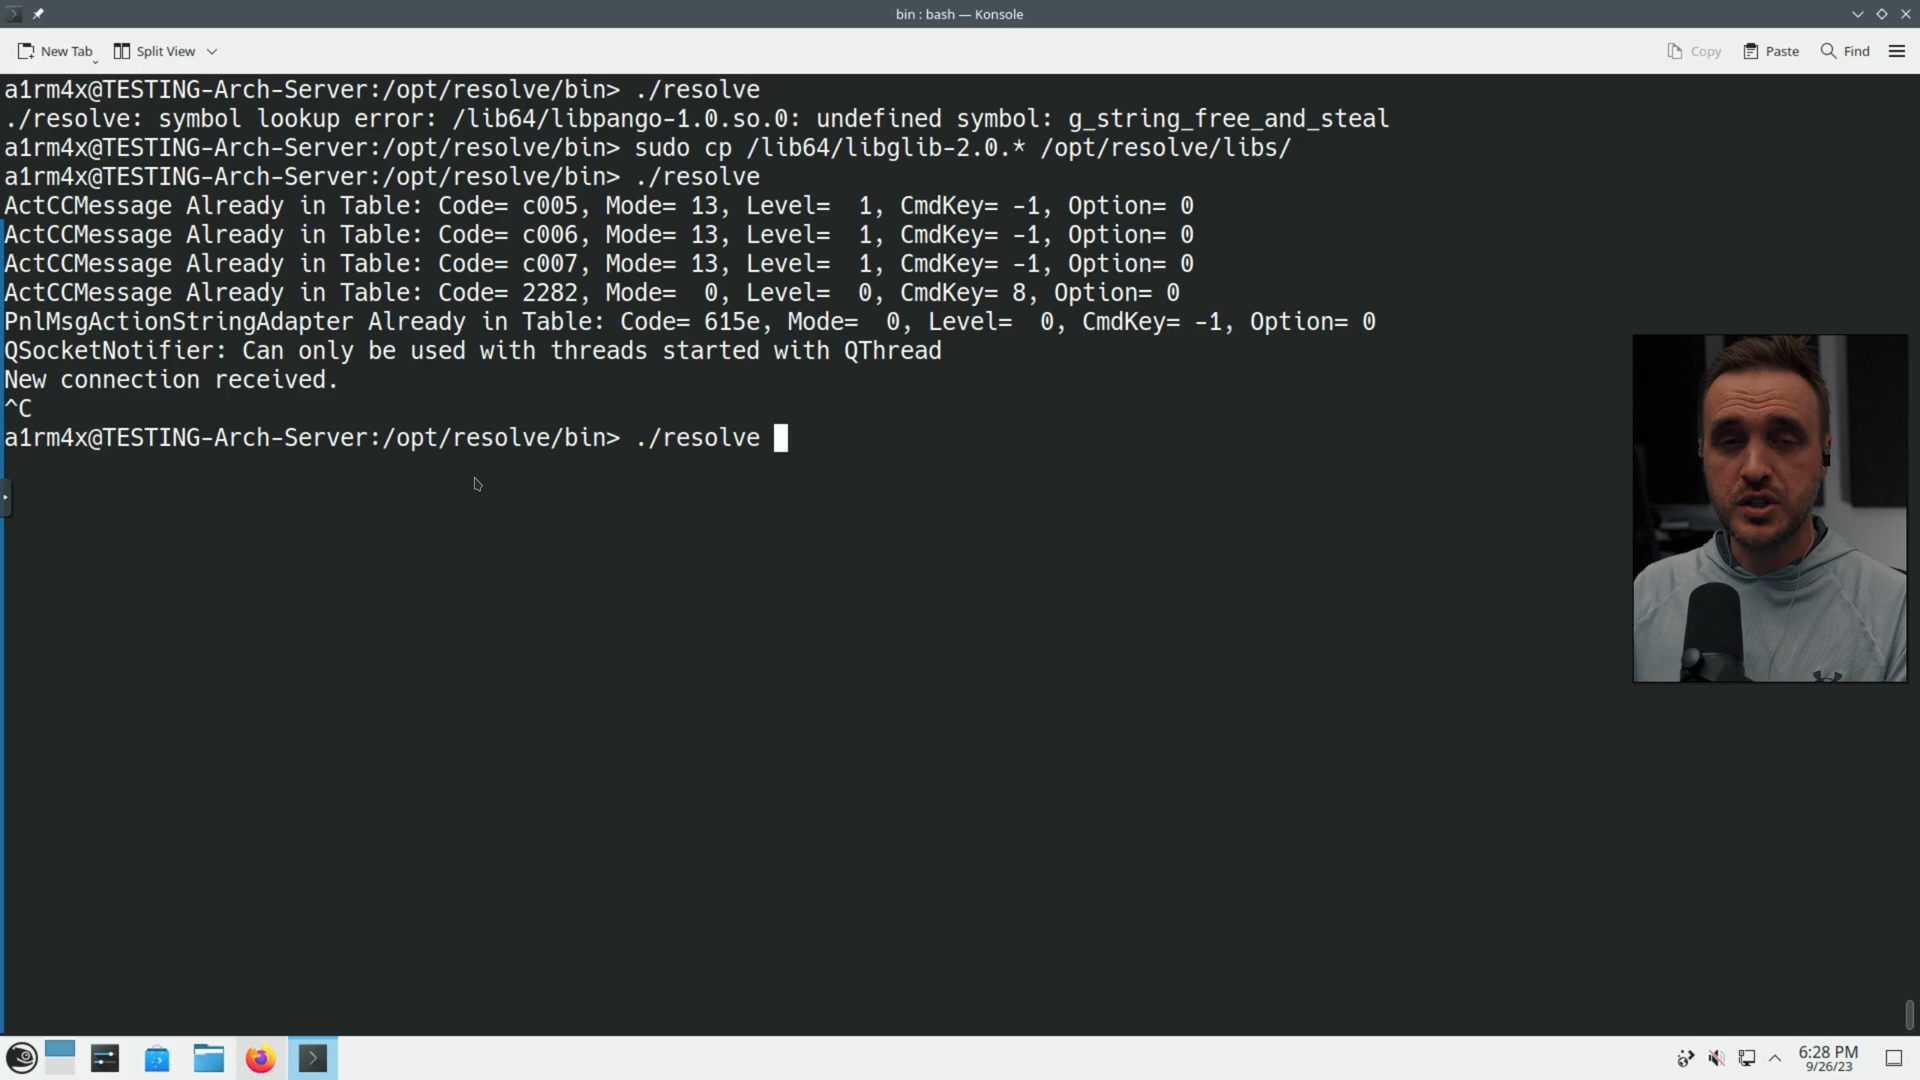 bin : bash — Konsole
New Tab
Split View
Copy
Paste
Find
a1rm4x@TESTING-Arch-Server:/opt/resolve/bin> ./resolve
./resolve: symbol lookup error: /lib64/libpango-1.0.so.0: undefined symbol: g_string_free_and_steal
a1rm4x@TESTING-Arch-Server:/opt/resolve/bin> sudo cp /lib64/libglib-2.0.* /opt/resolve/libs/
a1rm4x@TESTING-Arch-Server:/opt/resolve/bin> ./resolve
ActCCMessage Already in Table: Code= c005, Mode= 13, Level=  1, CmdKey= -1, Option= 0
ActCCMessage Already in Table: Code= c006, Mode= 13, Level=  1, CmdKey= -1, Option= 0
ActCCMessage Already in Table: Code= c007, Mode= 13, Level=  1, CmdKey= -1, Option= 0
ActCCMessage Already in Table: Code= 2282, Mode=  0, Level=  0, CmdKey= 8, Option= 0
PnlMsgActionStringAdapter Already in Table: Code= 615e, Mode=  0, Level=  0, CmdKey= -1, Option= 0
QSocketNotifier: Can only be used with threads started with QThread
New connection received.
^C
a1rm4x@TESTING-Arch-Server:/opt/resolve/bin> ./resolve
6:28 PM
9/26/23